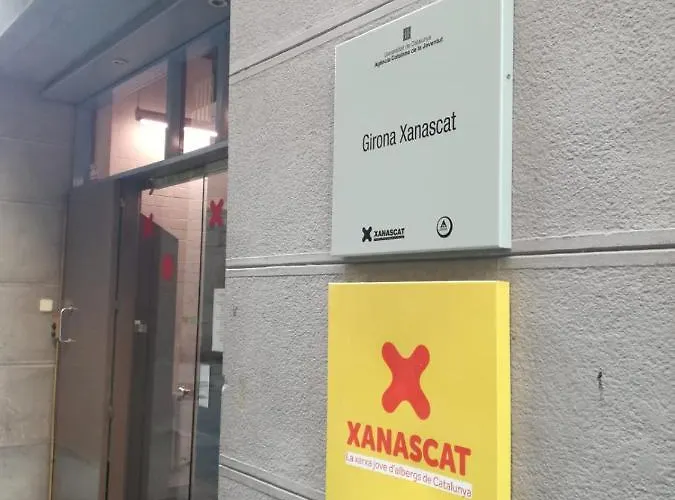 Generalitat de Catalunya
Agència Catalana de la Joventut
Girona Xanascat
XANASCAT
XANASCAT
La xarxa jove d'albergs de Catalunya